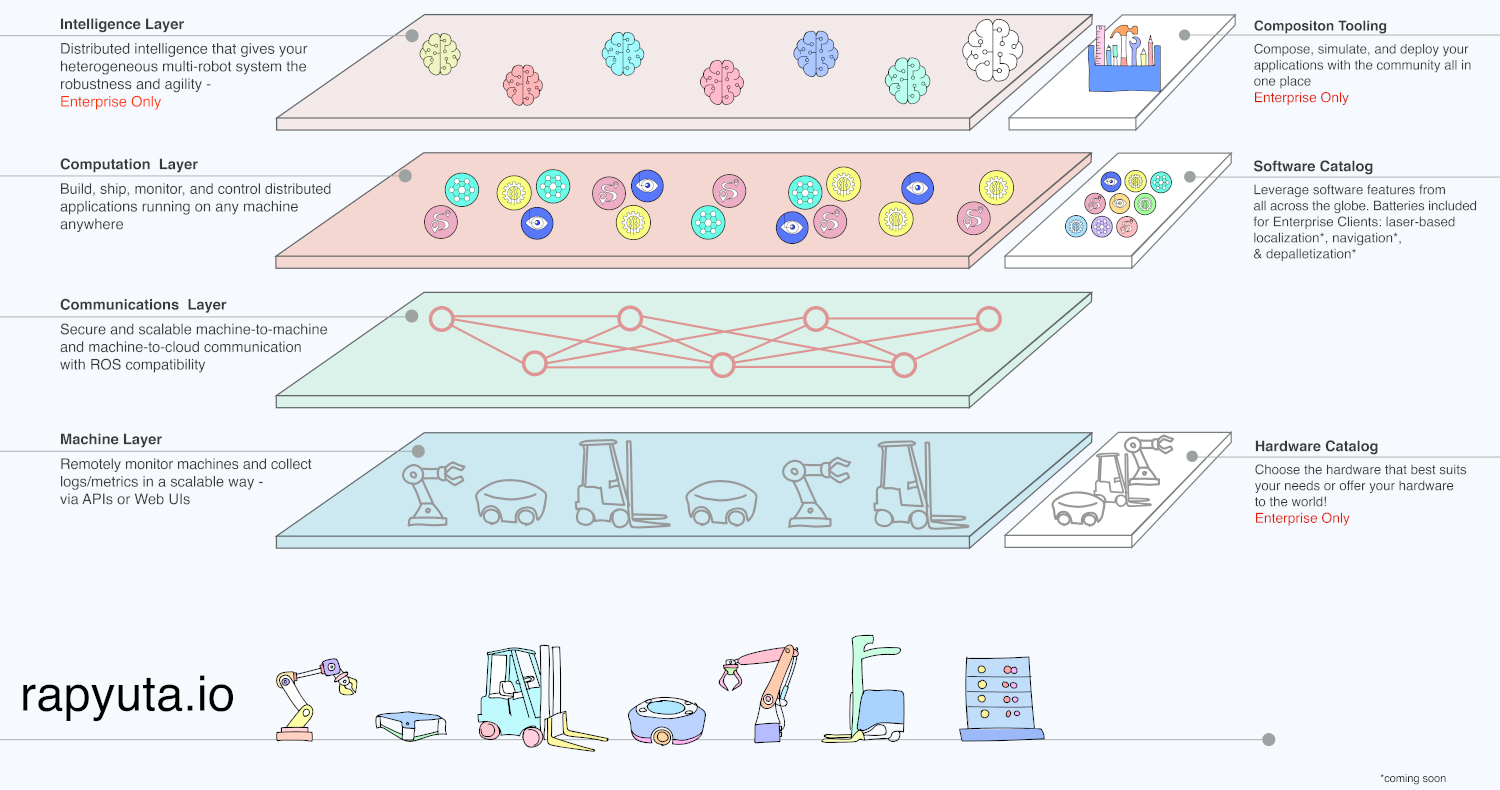 Intelligence Layer
Distributed intelligence that gives your
heterogeneous multi-robot system the
robustness and agility -
Enterprise Only
Compositon Tooling
Compose, simulate, and deploy your
applications with the community all in
one place
Enterprise Only
Computation Layer
Build, ship, monitor, and control distributed
applications running on any machine
anywhere
Software Catalog
Leverage software features from
all across the globe. Batteries included
for Enterprise Clients: laser-based
localization*, navigation*,
& depalletization*
Communications Layer
Secure and scalable machine-to-machine
and machine-to-cloud communication
with ROS compatibility
Machine Layer
Remotely monitor machines and collect
logs/metrics in a scalable way -
via APIs or Web UIs
Hardware Catalog
Choose the hardware that best suits
your needs or offer your hardware
to the world!
Enterprise Only
rapyuta.io
*coming soon